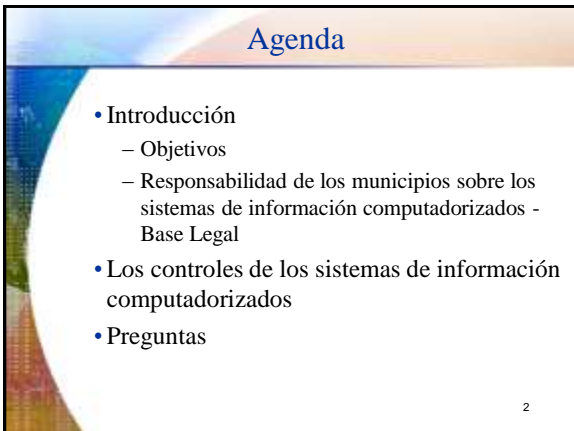 Agenda
• Introducción
– Objetivos
– Responsabilidad de los municipios sobre los
sistemas de información computadorizados -
Base Legal
• Los controles de los sistemas de información
computadorizados
• Preguntas
2